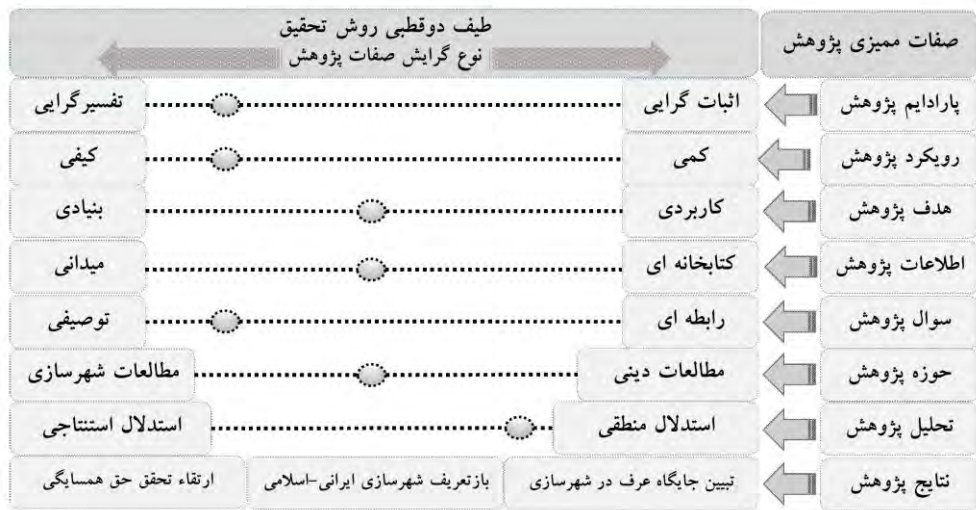 صفات ممیزی پژوهش
طیف دوقطبی روش تحقیق
نوع گرایش صفات پژوهش
پارادایم پژوهش اثبات گرایی تفسیرگرایی
رویکرد پژوهش کمی کیفی
هدف پژوهش کاربردی بنیادی
اطلاعات پژوهش کتابخانه ای میدانی
سوال پژوهش رابطه ای توصیفی
حوزه پژوهش مطالعات دینی مطالعات شهرسازی
تحلیل پژوهش استدلال منطقی استدلال استنتاجی
نتایج پژوهش تبیین جایگاه عرف در شهرسازی بازتعریف شهرسازی ایرانی-اسلامی ارتقاء تحقق حق همسایگی